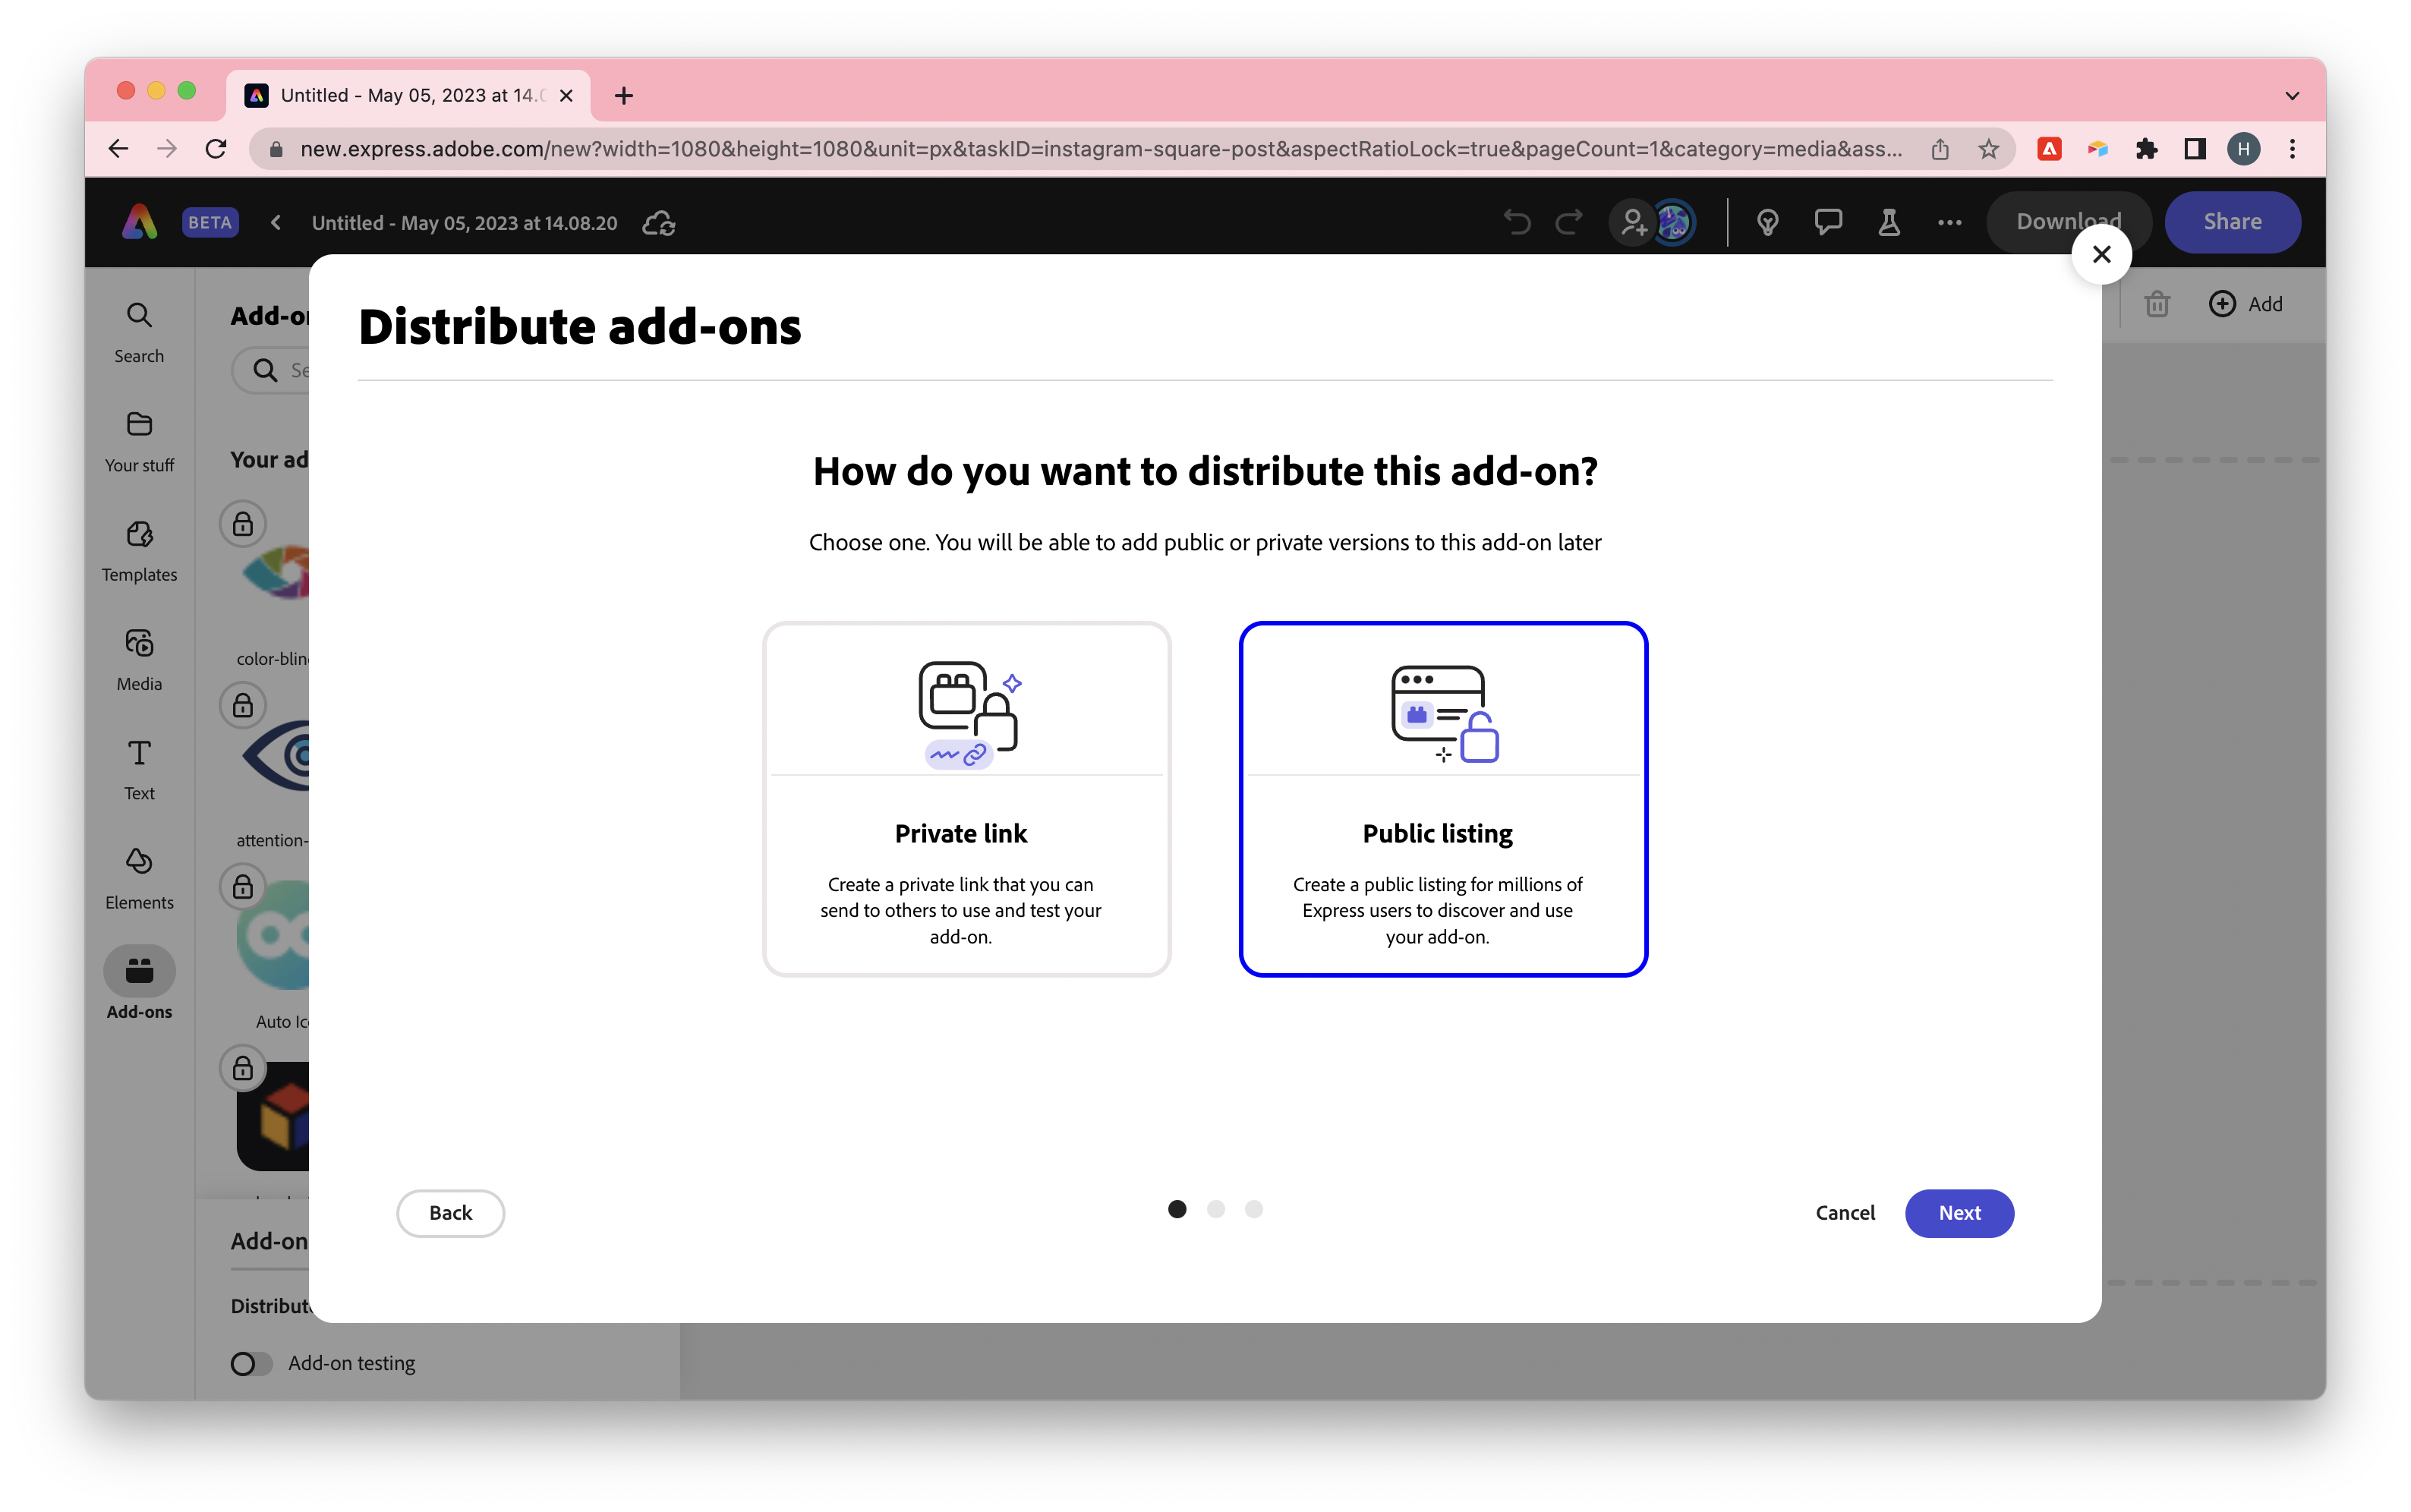 Untitled - May 05, 2023 at 14.0
new.express.adobe.com/new?width=1080&height=1080&unit=px&taskID=instagram-square-post&aspectRatioLock=true&pageCount=1&category=media&ass...
H
BETA
Untitled - May 05, 2023 at 14.08.20
Download
Share
Add
Search
Your stuff
Templates
Media
Text
Elements
Add-ons
Add-o
Se
Your ad
color-blin
attention-
Auto Ic
Add-on
Distribut
Add-on testing
Distribute add-ons
How do you want to distribute this add-on?
Choose one. You will be able to add public or private versions to this add-on later
Private link
Create a private link that you can
send to others to use and test your
add-on.
Public listing
Create a public listing for millions of
Express users to discover and use
your add-on.
Back
Cancel
Next